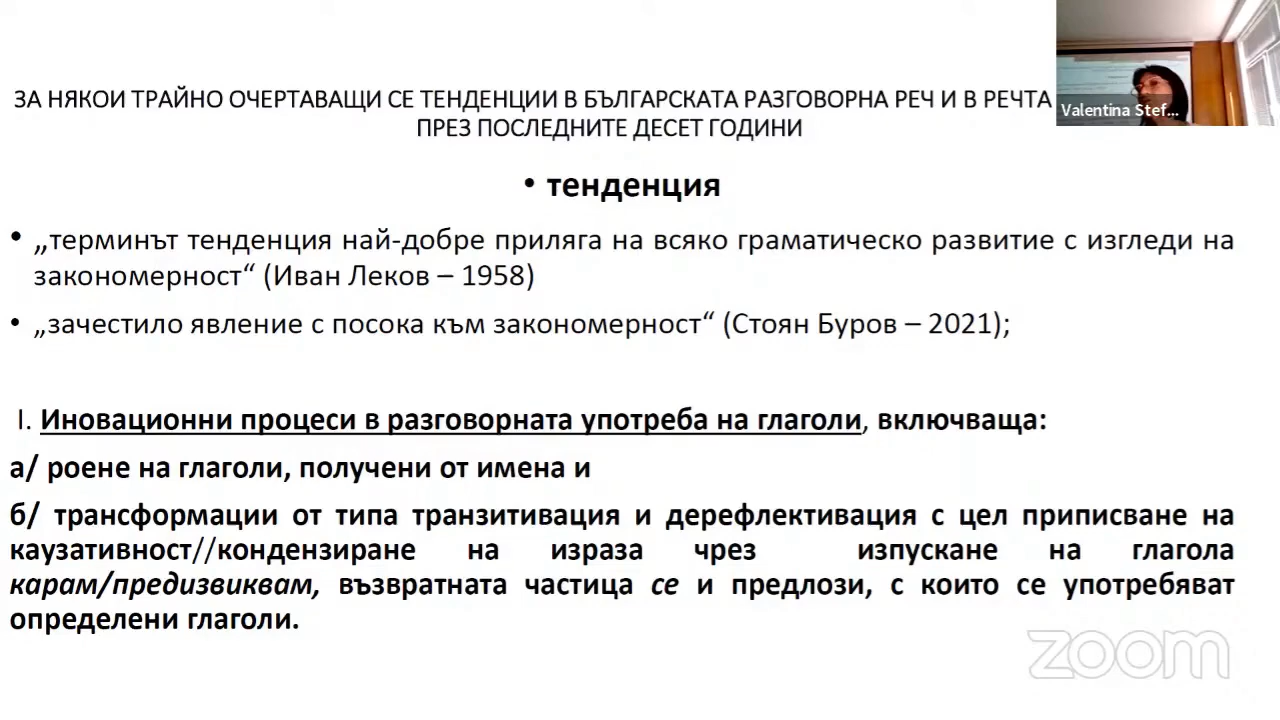 ЗА НЯКОИ ТРАЙНО ОЧЕРТАВАЩИ СЕ ТЕНДЕНЦИИ В БЪЛГАРСКАТА РАЗГОВОРНА РЕЧ И В РЕЧТА
ПРЕЗ ПОСЛЕДНИТЕ ДЕСЕТ ГОДИНИ
Valentina Stef...
• тенденция
• „терминът тенденция най-добре приляга на всяко граматическо развитие с изгледи на
закономерност“ (Иван Леков – 1958)
• „зачестило явление с посока към закономерност“ (Стоян Буров – 2021);
I. Иновационни процеси в разговорната употреба на глаголи, включваща:
а/ роене на глаголи, получени от имена и
б/ трансформации от типа транзитивация и дерефлективация с цел приписване на
каузативност//кондензиране на израза чрез изпускане на глагола
карам/предизвиквам, възвратната частица се и предлози, с които се употребяват
определени глаголи.
zoom